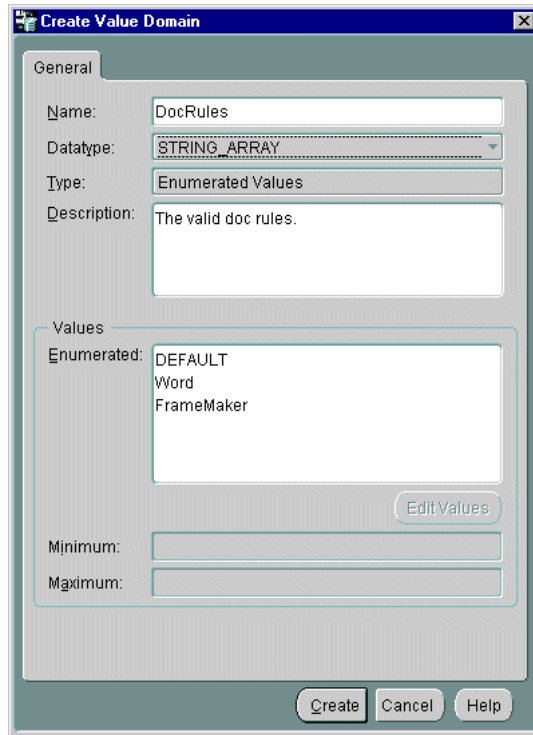 Create Value Domain
General
Name: DocRules
Datatype: STRING_ARRAY
Type: Enumerated Values
Description: The valid doc rules.
Values
Enumerated: DEFAULT
Word
FrameMaker
Edit Values
Minimum:
Maximum:
Create Cancel Help